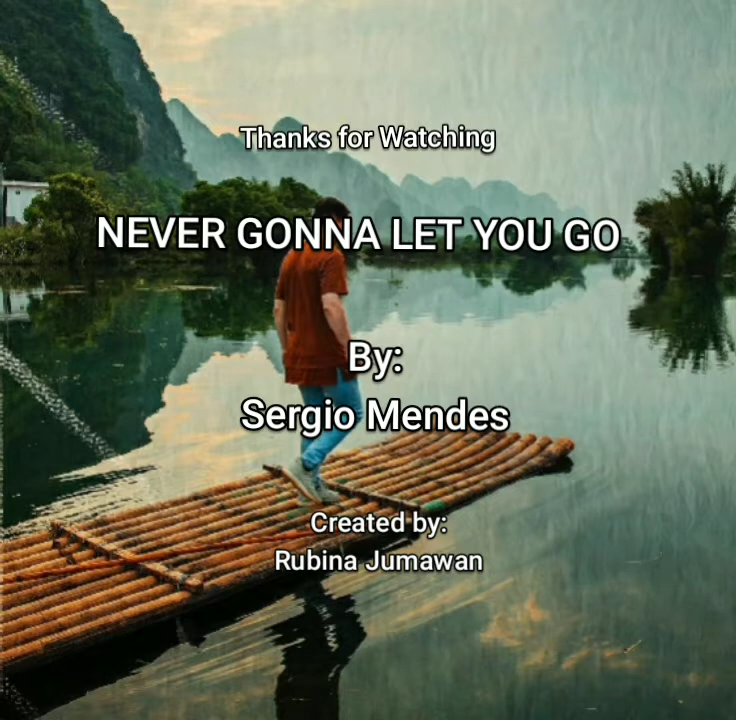 Thanks for Watching
NEVER GONNA LET YOU GO
By:
Sergio Mendes
Created by:
Rubina Jumawan